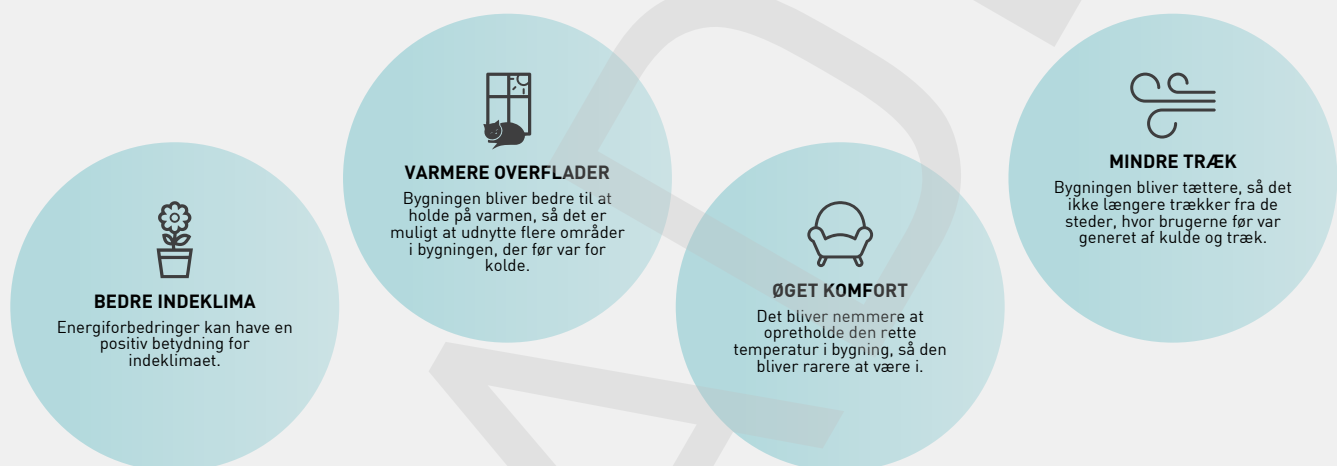 BEDRE INDEKLIMA
Energiforbedringer kan have en
positiv betydning for
indeklimaet.
VARMERE OVERFLADER
Bygningen bliver bedre til at
holde på varmen, så det er
muligt at udnytte flere områder
i bygningen, der før var for
kolde.
ØGET KOMFORT
Det bliver nemmere at
opretholde den rette
temperatur i bygning, så den
bliver rarere at være i.
MINDRE TRÆK
Bygningen bliver tættere, så det
ikke længere trækker fra de
steder, hvor brugerne før var
generet af kulde og træk.